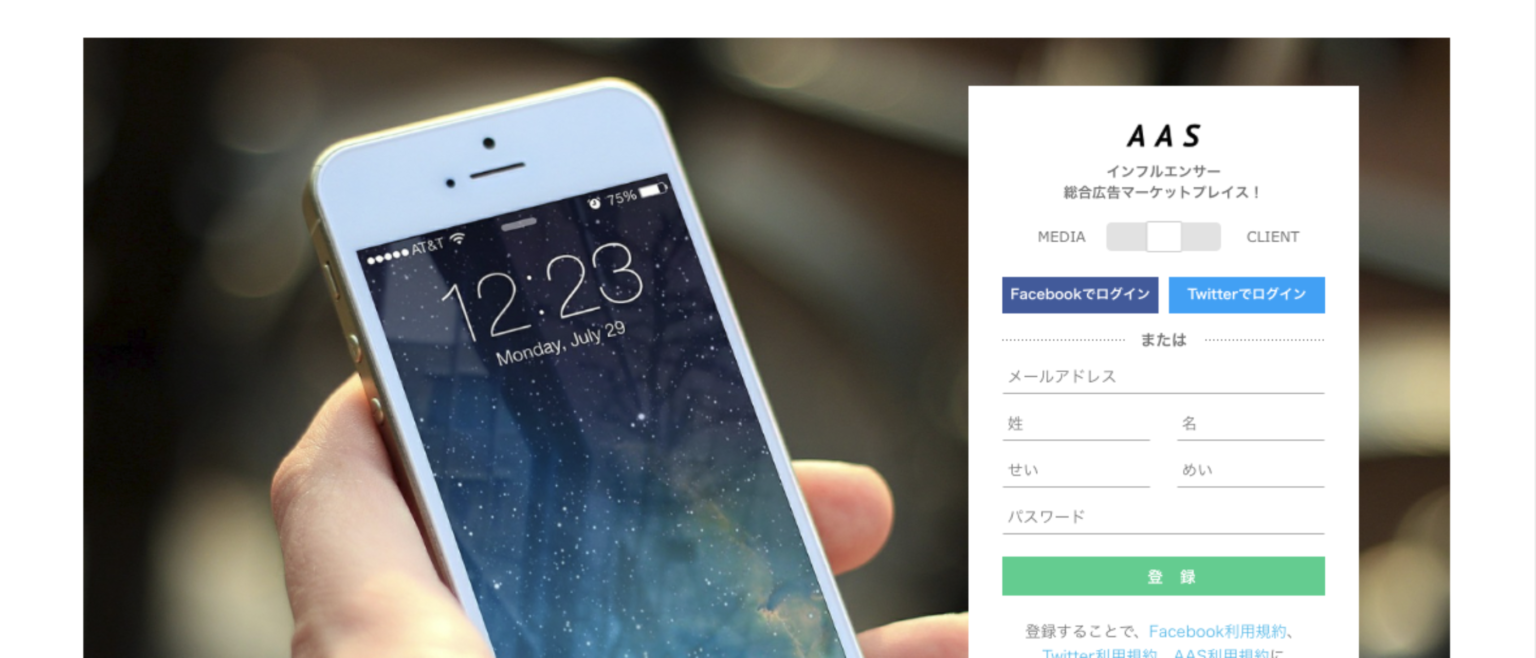 AAS
インフルエンサー
総合広告マーケットプレイス！
MEDIA CLIENT
Facebookでログイン Twitterでログイン
または
メールアドレス
姓 名
せい めい
パスワード
登 録
登録することで、Facebook利用規約、
Twitter利用規約、AAS利用規約に
AT&T 75%
12:23
Monday, July 29